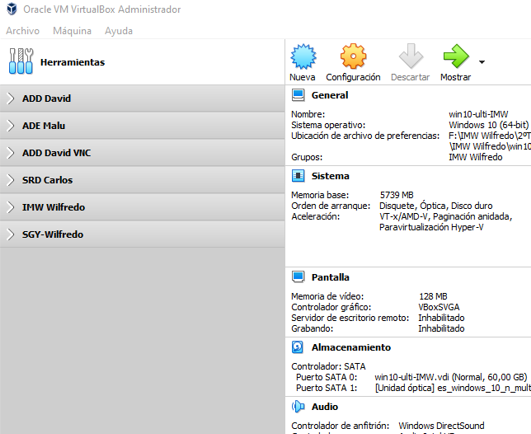 Oracle VM VirtualBox Administrador
Archivo Máquina Ayuda
Herramientas
ADD David
ADE Malu
ADD David VNC
SRD Carlos
IMW Wilfredo
SGY-Wilfredo
Nueva Configuración Descartar Mostrar
General
Nombre: win10-ulti-IMW
Sistema operativo: Windows 10 (64-bit)
Ubicación de archivo de preferencias: F:\IMW Wilfredo\2ºT
\IMW Wilfredo\win10
Grupos: IMW Wilfredo
Sistema
Memoria base: 5739 MB
Orden de arranque: Disquete, Óptica, Disco duro
Aceleración: VT-x/AMD-V, Paginación anidada,
Paravirtualización Hyper-V
Pantalla
Memoria de vídeo: 128 MB
Controlador gráfico: VBoxSVGA
Servidor de escritorio remoto: Inhabilitado
Grabando: Inhabilitado
Almacenamiento
Controlador: SATA
Puerto SATA 0: win10-ulti-IMW.vdi (Normal, 60,00 GB)
Puerto SATA 1: [Unidad óptica] es_windows_10_n_mult
Audio
Controlador de anfitrión: Windows DirectSound